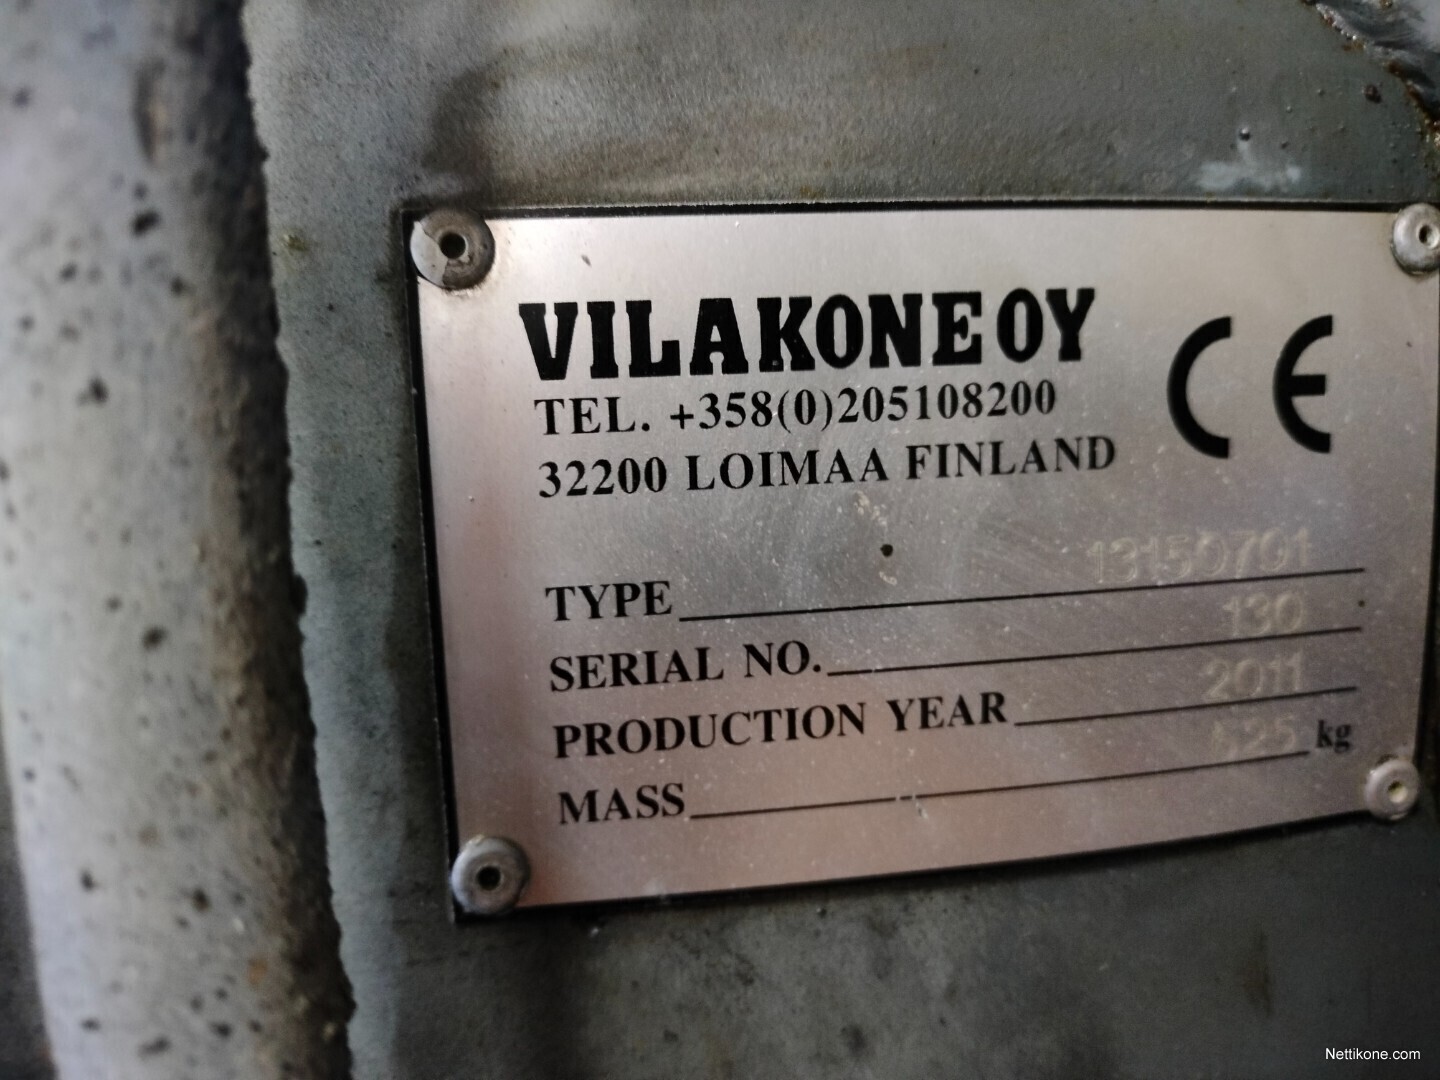 VILAKONE OY
TEL. +358(0)205108200
32200 LOIMAA FINLAND
CE
TYPE 13150701
SERIAL NO. 130
PRODUCTION YEAR 2011
MASS kg
Nettikone.com